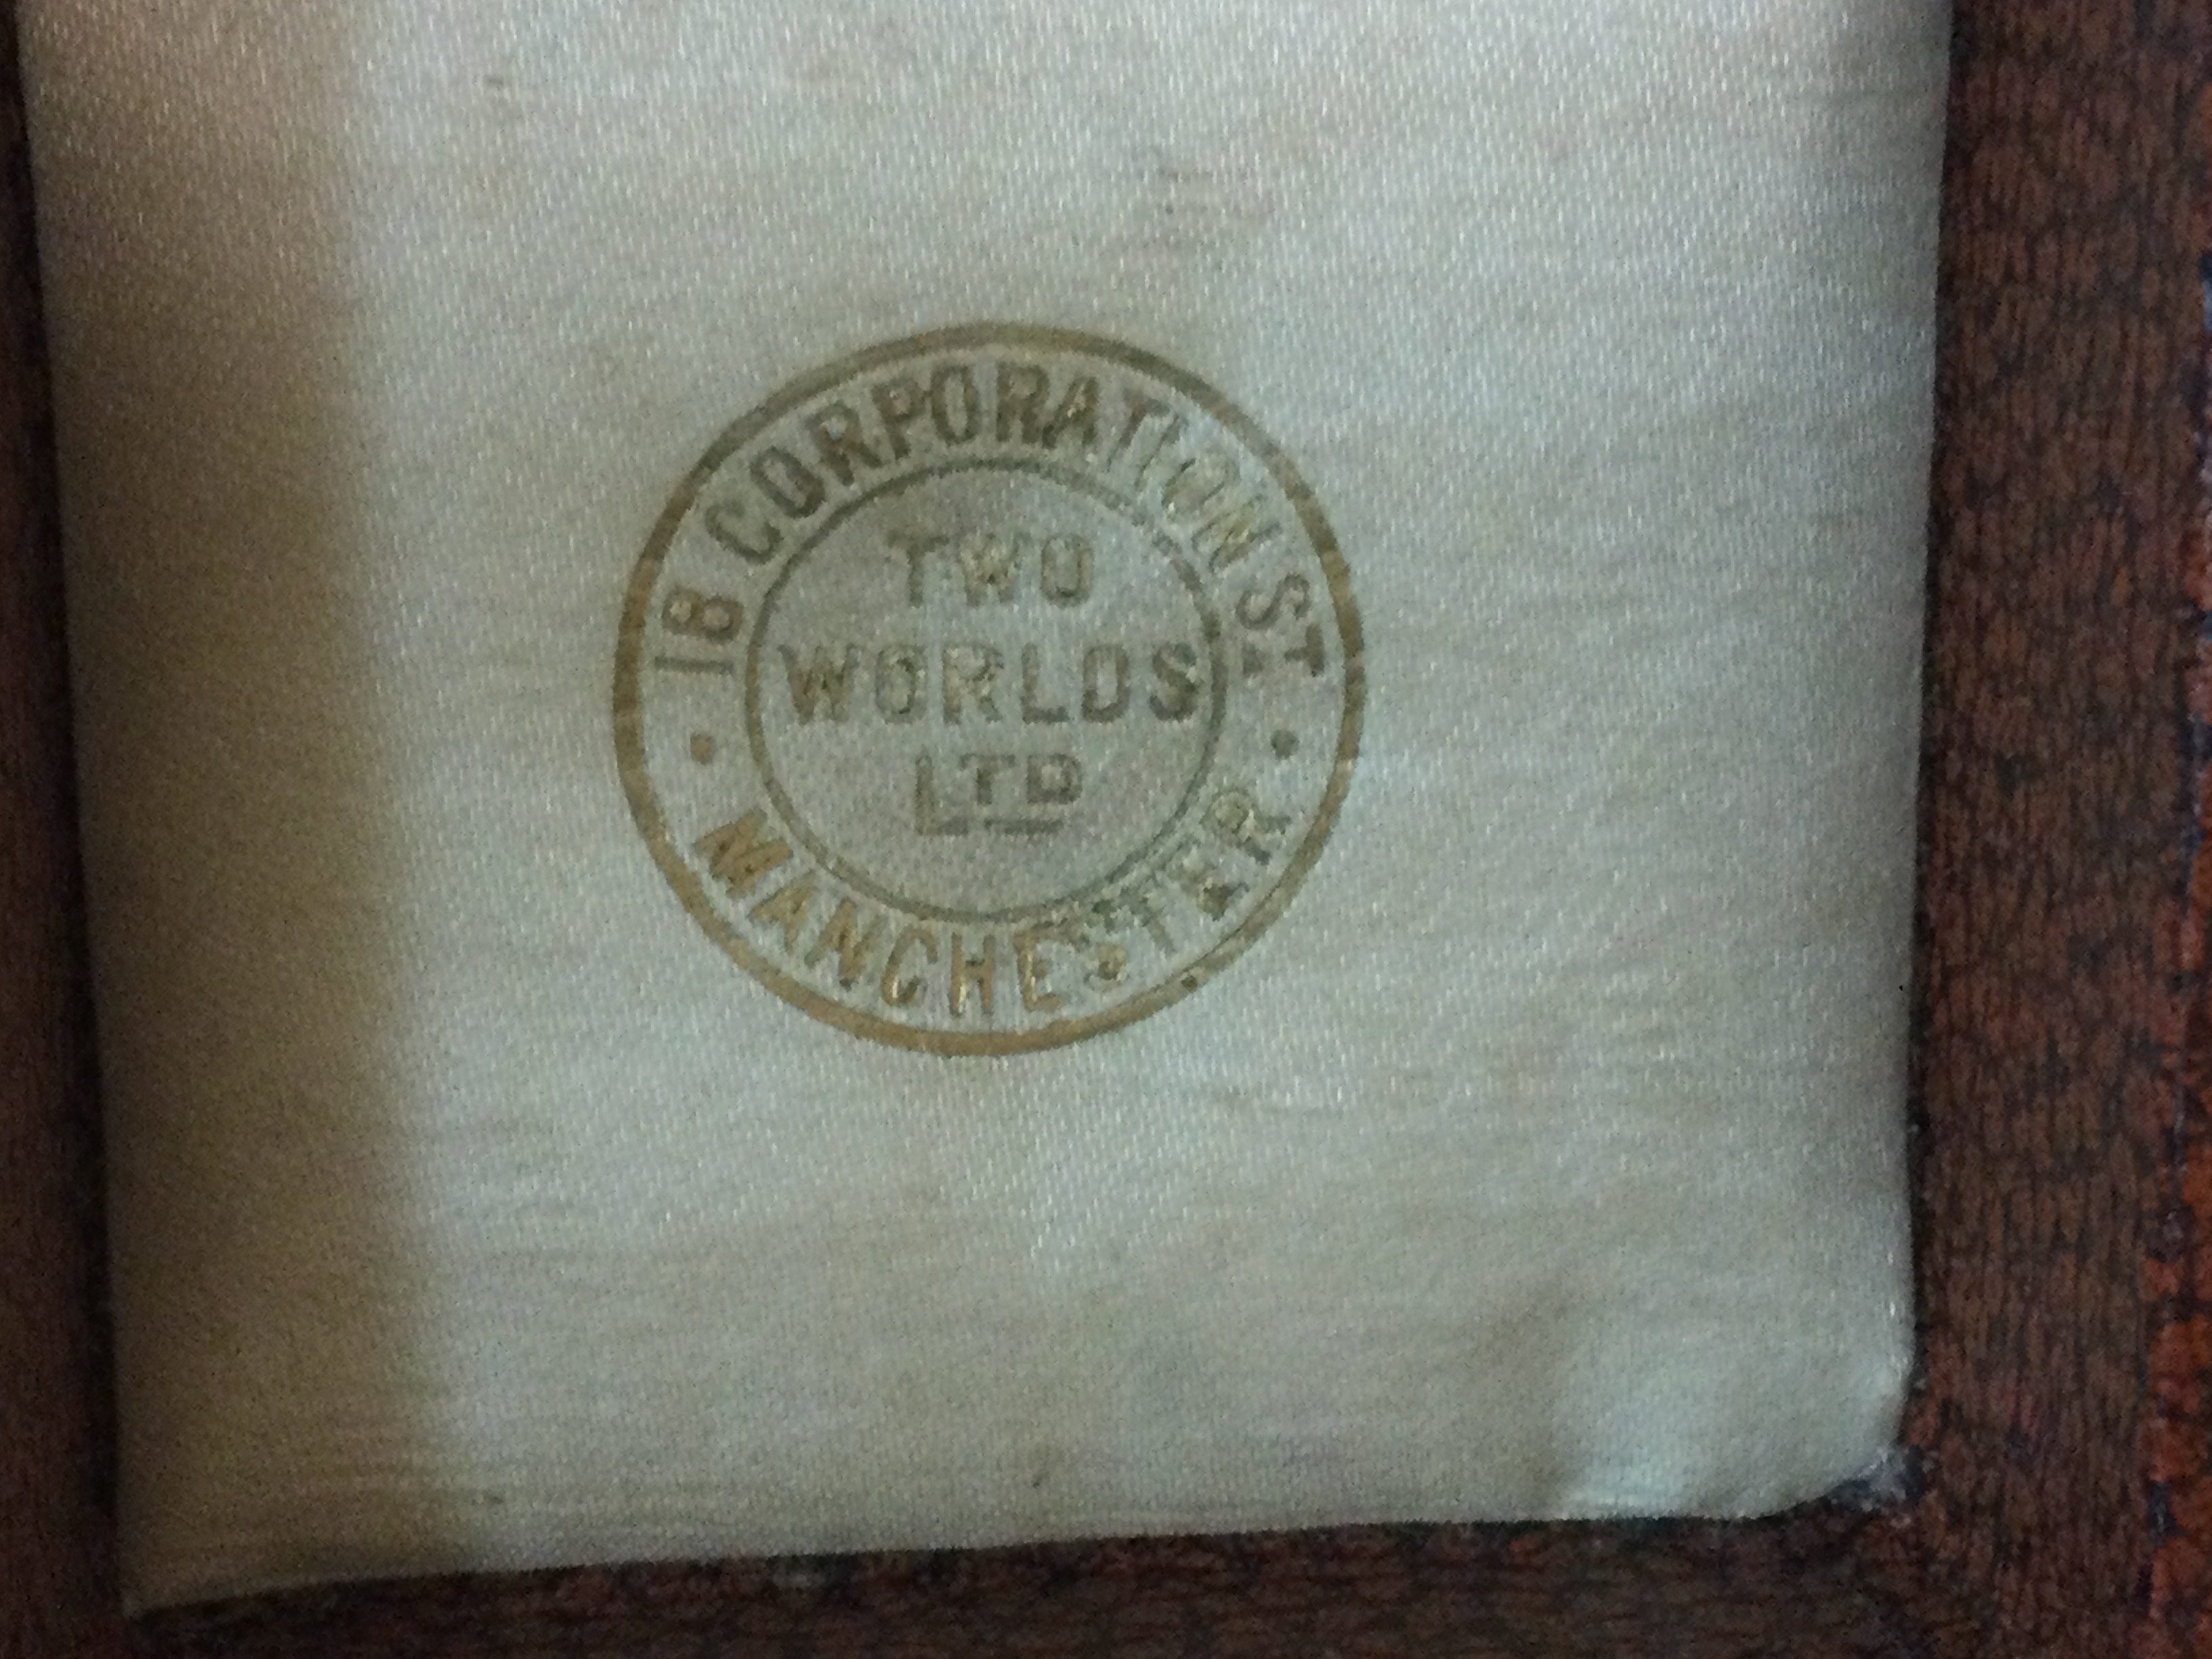 18 CORPORATION ST.
TWO
WORLDS
LTD
MANCHESTER